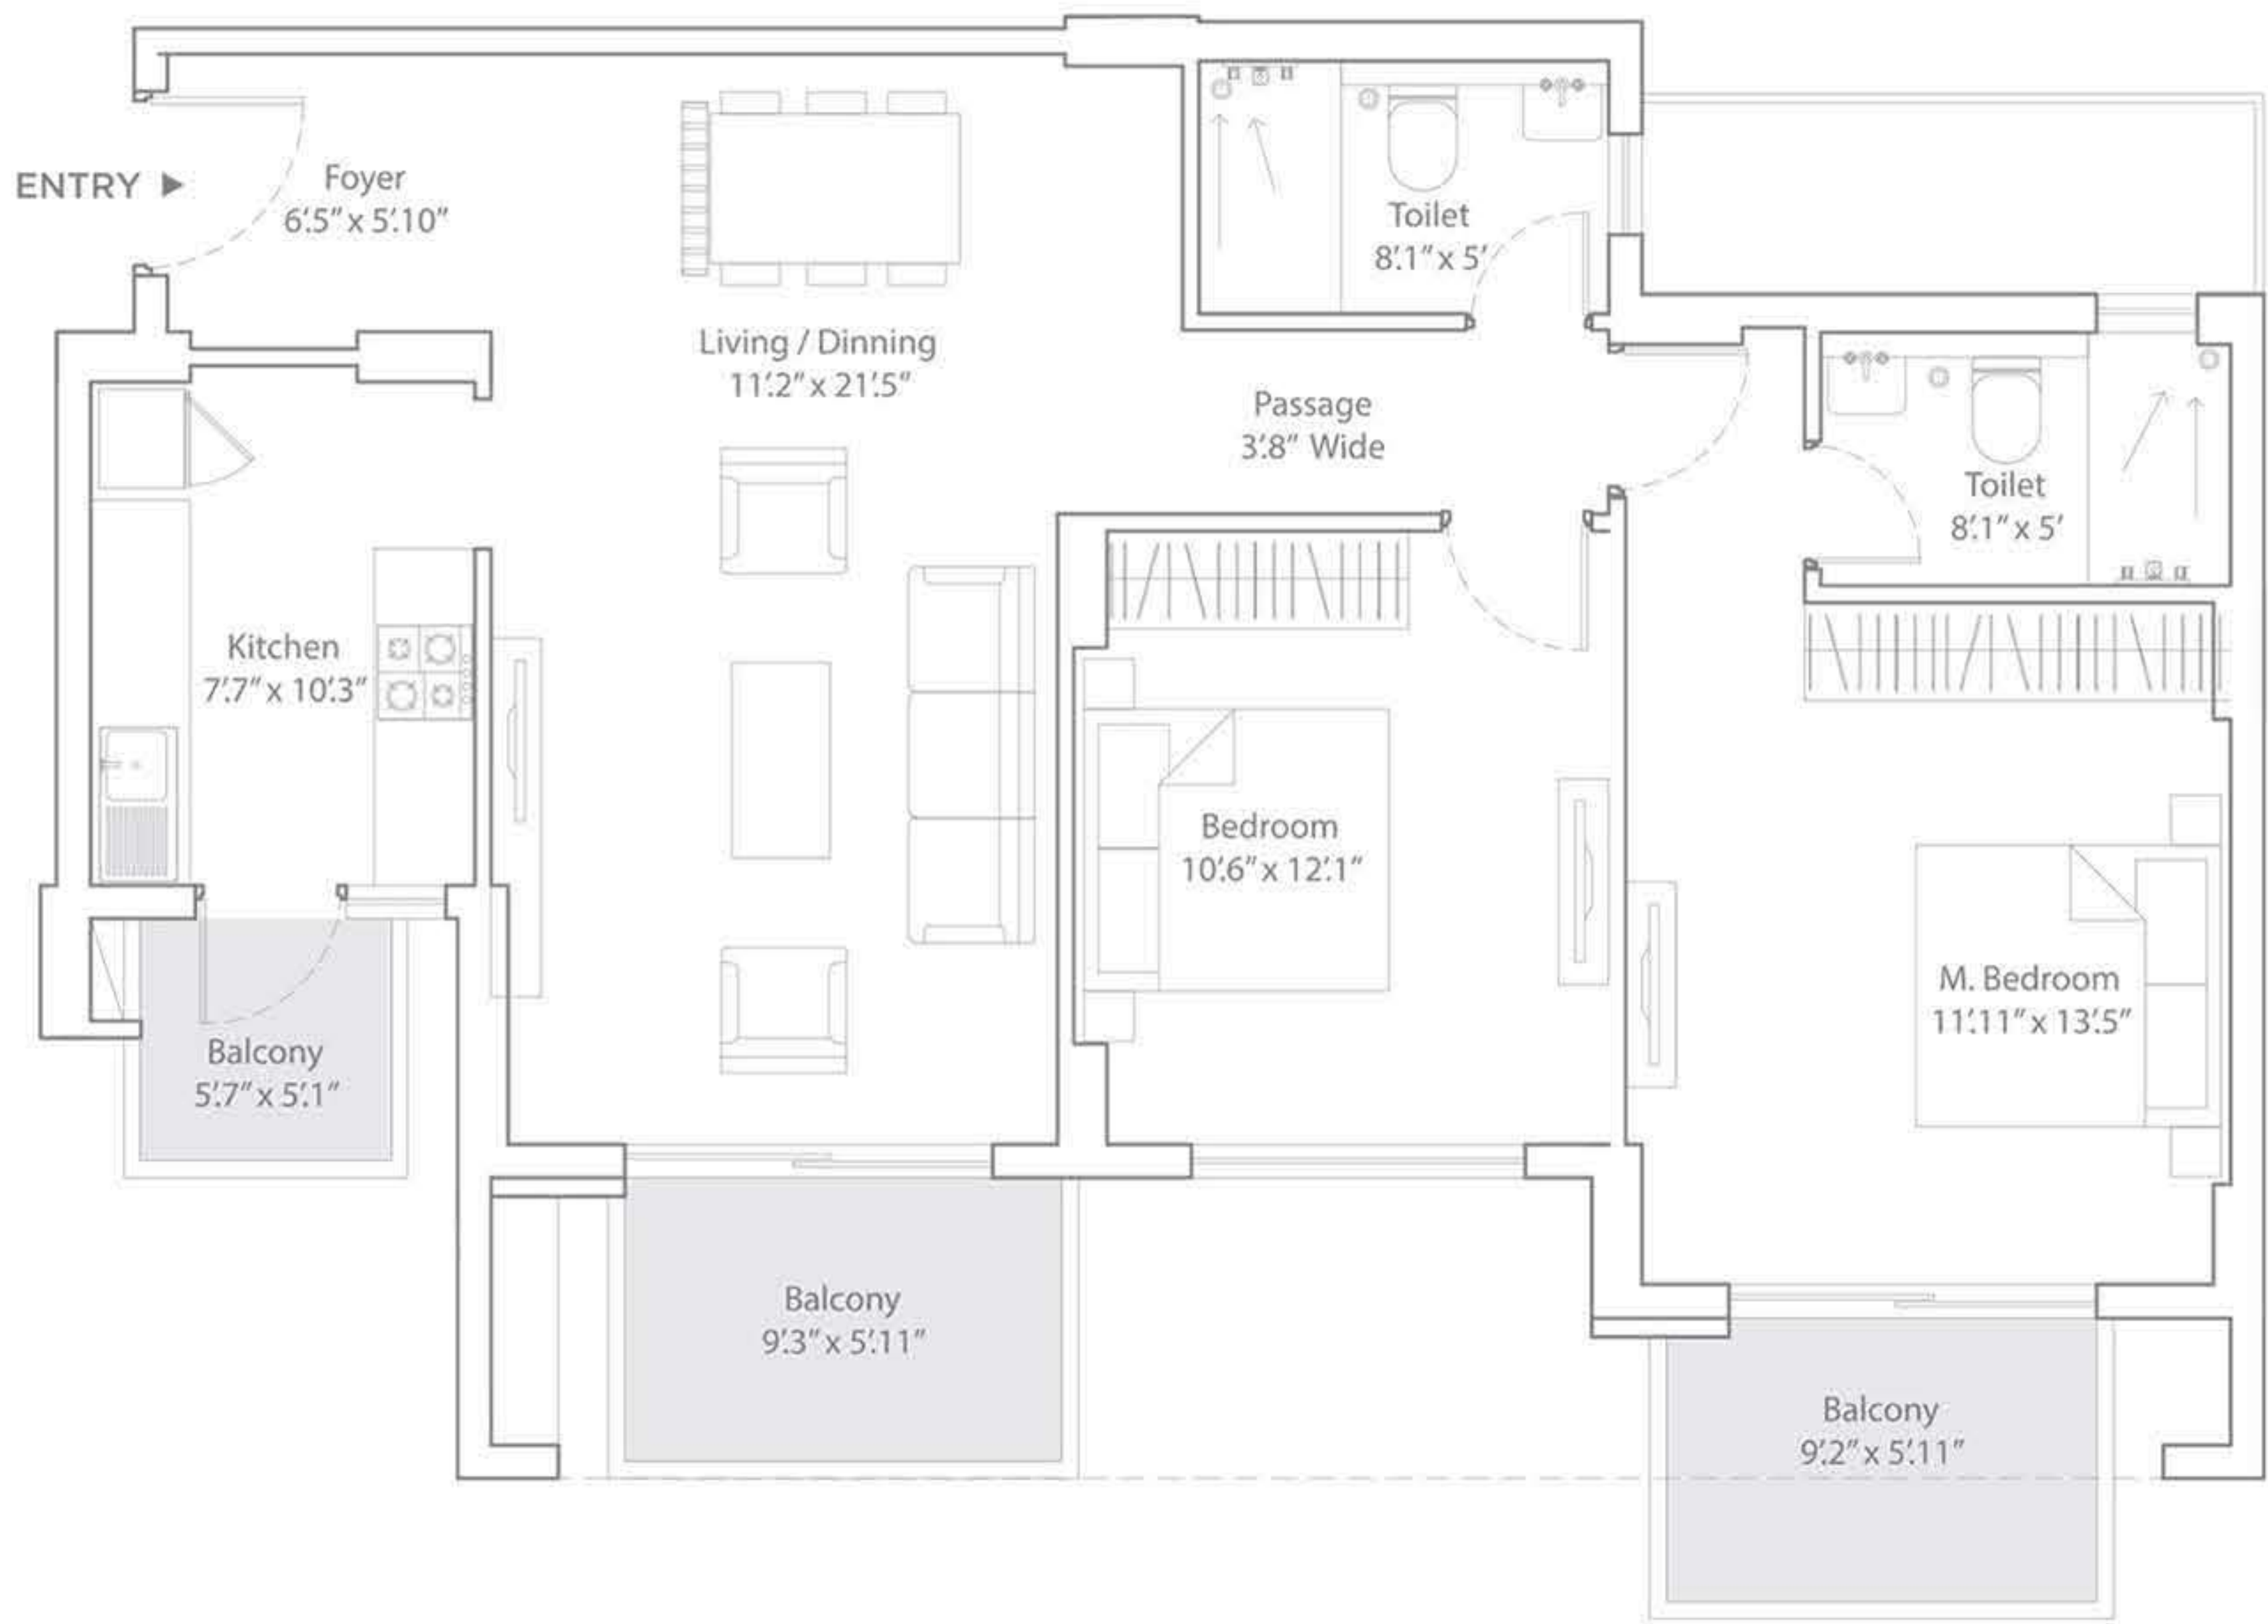 ENTRY
Foyer
6'.5" x 5'.10"
Living / Dinning
11'.2" x 21'.5"
Toilet
8'.1" x 5'
Passage
3'.8" Wide
Toilet
8'.1" x 5'
Kitchen
7'.7" x 10'.3"
Bedroom
10'.6" x 12'.1"
M. Bedroom
11'.11" x 13'.5"
Balcony
5'.7" x 5'.1"
Balcony
9'.3" x 5'.11"
Balcony
9'.2" x 5'.11"